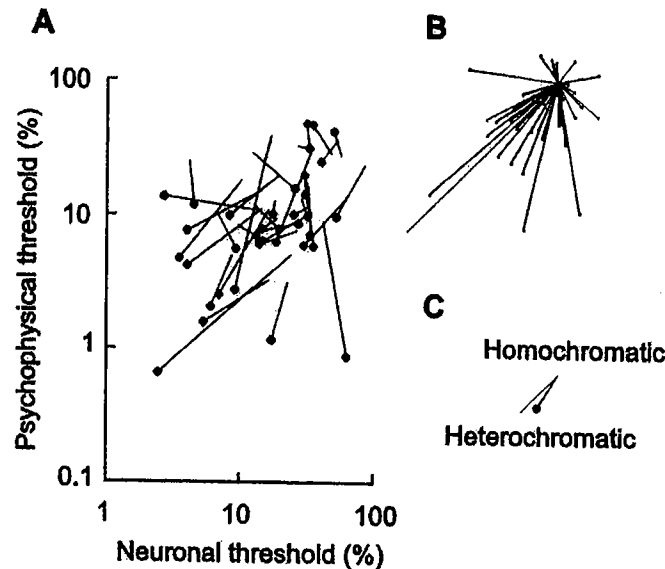 A
Psychophysical threshold (%)
100
10
1
0.1
1
10
100
Neuronal threshold (%)
B
C
Homochromatic
Heterochromatic